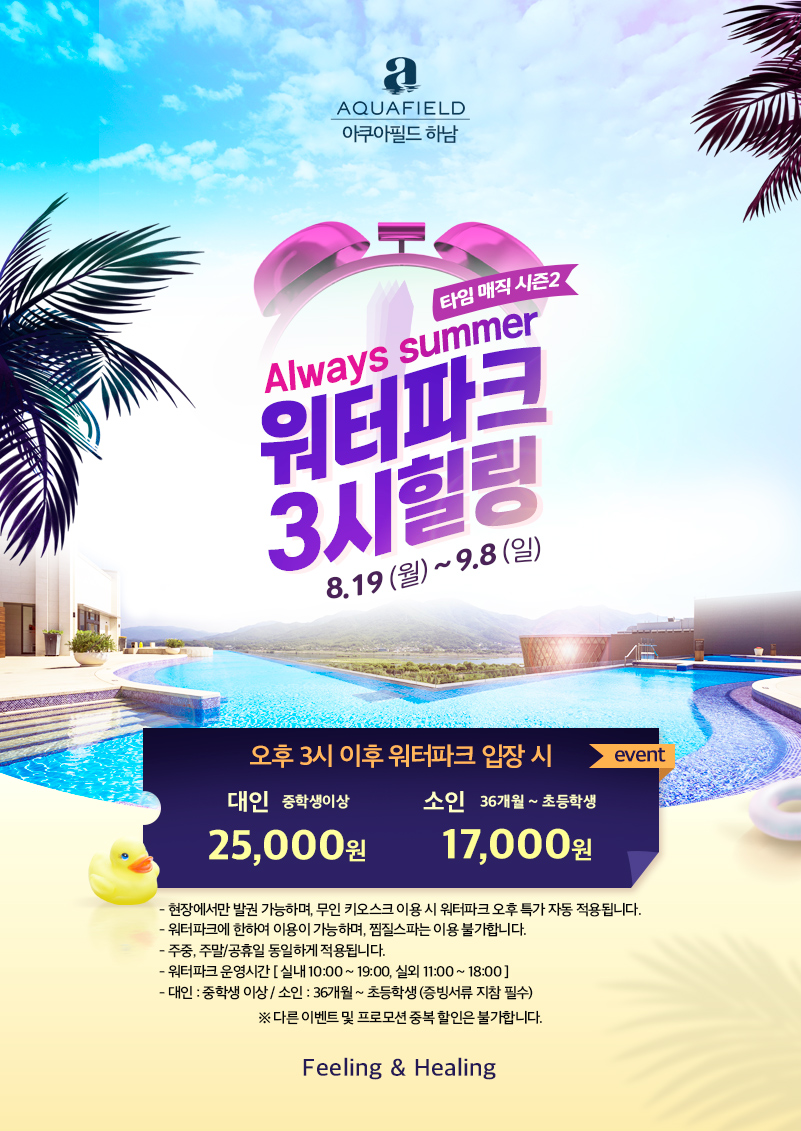 a
AQUAFIELD
아쿠아필드 하남
타임 매직 시즌2
Always summer
워터파크
3시힐링
8.19 (월) ~ 9.8 (일)
오후 3시 이후 워터파크 입장 시
event
대인 중학생이상
소인 36개월 ~ 초등학생
25,000원
17,000원
- 현장에서만 발권 가능하며, 무인 키오스크 이용 시 워터파크 오후 특가 자동 적용됩니다.
- 워터파크에 한하여 이용이 가능하며, 찜질스파는 이용 불가합니다.
- 주중, 주말/공휴일 동일하게 적용됩니다.
- 워터파크 운영시간 [ 실내 10:00 ~ 19:00, 실외 11:00 ~ 18:00 ]
- 대인 : 중학생 이상 / 소인 : 36개월 ~ 초등학생 (증빙서류 지참 필수)
※ 다른 이벤트 및 프로모션 중복 할인은 불가합니다.
Feeling & Healing